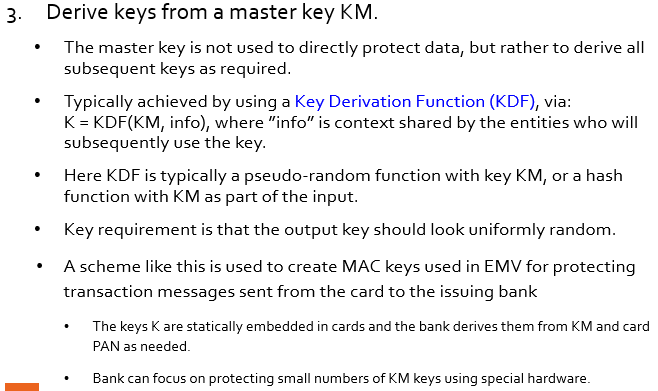 3. Derive keys from a master key KM.
• The master key is not used to directly protect data, but rather to derive all
subsequent keys as required.
• Typically achieved by using a Key Derivation Function (KDF), via:
K = KDF(KM, info), where "info" is context shared by the entities who will
subsequently use the key.
• Here KDF is typically a pseudo-random function with key KM, or a hash
function with KM as part of the input.
• Key requirement is that the output key should look uniformly random.
• A scheme like this is used to create MAC keys used in EMV for protecting
transaction messages sent from the card to the issuing bank
• The keys K are statically embedded in cards and the bank derives them from KM and card
PAN as needed.
• Bank can focus on protecting small numbers of KM keys using special hardware.